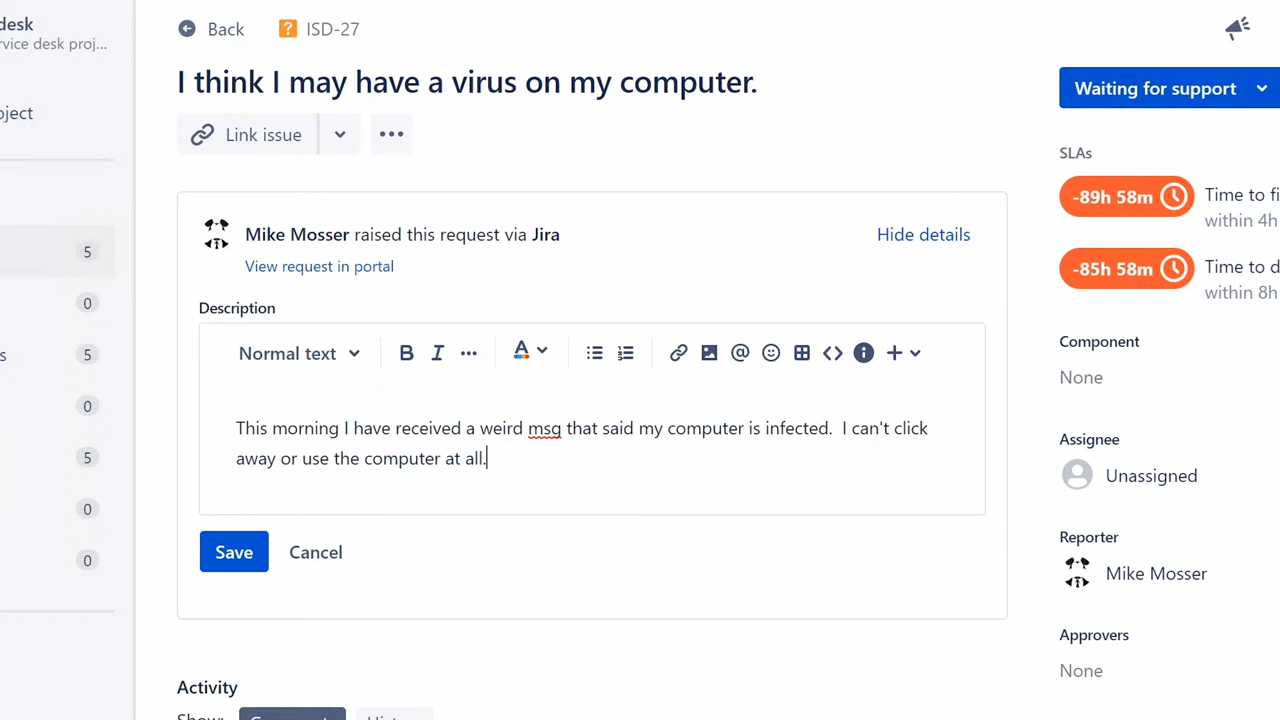 desk
rvice desk proj...
oject
5
0
s 5
0
5
0
0
Back ISD-27
I think I may have a virus on my computer.
Link issue
Mike Mosser raised this request via Jira
Hide details
View request in portal
Description
Normal text B I ... A @ <> i +
This morning I have received a weird msg that said my computer is infected. I can't click
away or use the computer at all.
Save Cancel
Activity
Show:
Waiting for support
SLAs
-89h 58m Time to fi
within 4h
-85h 58m Time to d
within 8h
Component
None
Assignee
Unassigned
Reporter
Mike Mosser
Approvers
None